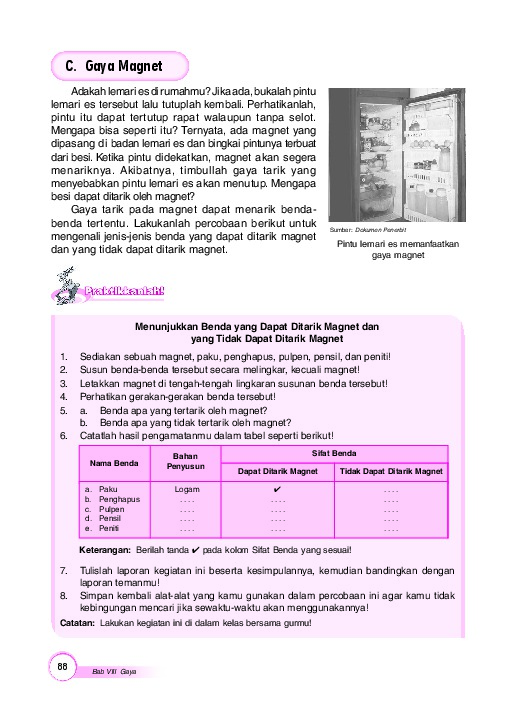 C. Gaya Magnet
Adakah lemari es di rumahmu? Jika ada, bukalah pintu
lemari es tersebut lalu tutuplah kembali. Perhatikanlah,
pintu itu dapat tertutup rapat walaupun tanpa selot.
Mengapa bisa seperti itu? Ternyata, ada magnet yang
dipasang di badan lemari es dan bingkai pintunya terbuat
dari besi. Ketika pintu didekatkan, magnet akan segera
menariknya. Akibatnya, timbullah gaya tarik yang
menyebabkan pintu lemari es akan menutup. Mengapa
besi dapat ditarik oleh magnet?
Gaya tarik pada magnet dapat menarik benda-
benda tertentu. Lakukanlah percobaan berikut untuk
mengenali jenis-jenis benda yang dapat ditarik magnet
dan yang tidak dapat ditarik magnet.
Sumber: Dokumen Penerbit
Pintu lemari es memanfaatkan
gaya magnet
Praktikkanlah!
Menunjukkan Benda yang Dapat Ditarik Magnet dan
yang Tidak Dapat Ditarik Magnet
1. Sediakan sebuah magnet, paku, penghapus, pulpen, pensil, dan peniti!
2. Susun benda-benda tersebut secara melingkar, kecuali magnet!
3. Letakkan magnet di tengah-tengah lingkaran susunan benda tersebut!
4. Perhatikan gerakan-gerakan benda tersebut!
5. a. Benda apa yang tertarik oleh magnet?
b. Benda apa yang tidak tertarik oleh magnet?
6. Catatlah hasil pengamatanmu dalam tabel seperti berikut!
Nama Benda Bahan Penyusun Sifat Benda
Dapat Ditarik Magnet Tidak Dapat Ditarik Magnet
a. Paku Logam ✔ ....
b. Penghapus .... .... ....
c. Pulpen .... .... ....
d. Pensil .... .... ....
e. Peniti .... .... ....
Keterangan: Berilah tanda ✔ pada kolom Sifat Benda yang sesuai!
7. Tulislah laporan kegiatan ini beserta kesimpulannya, kemudian bandingkan dengan
laporan temanmu!
8. Simpan kembali alat-alat yang kamu gunakan dalam percobaan ini agar kamu tidak
kebingungan mencari jika sewaktu-waktu akan menggunakannya!
Catatan: Lakukan kegiatan ini di dalam kelas bersama gurmu!
88
Bab VIII Gaya